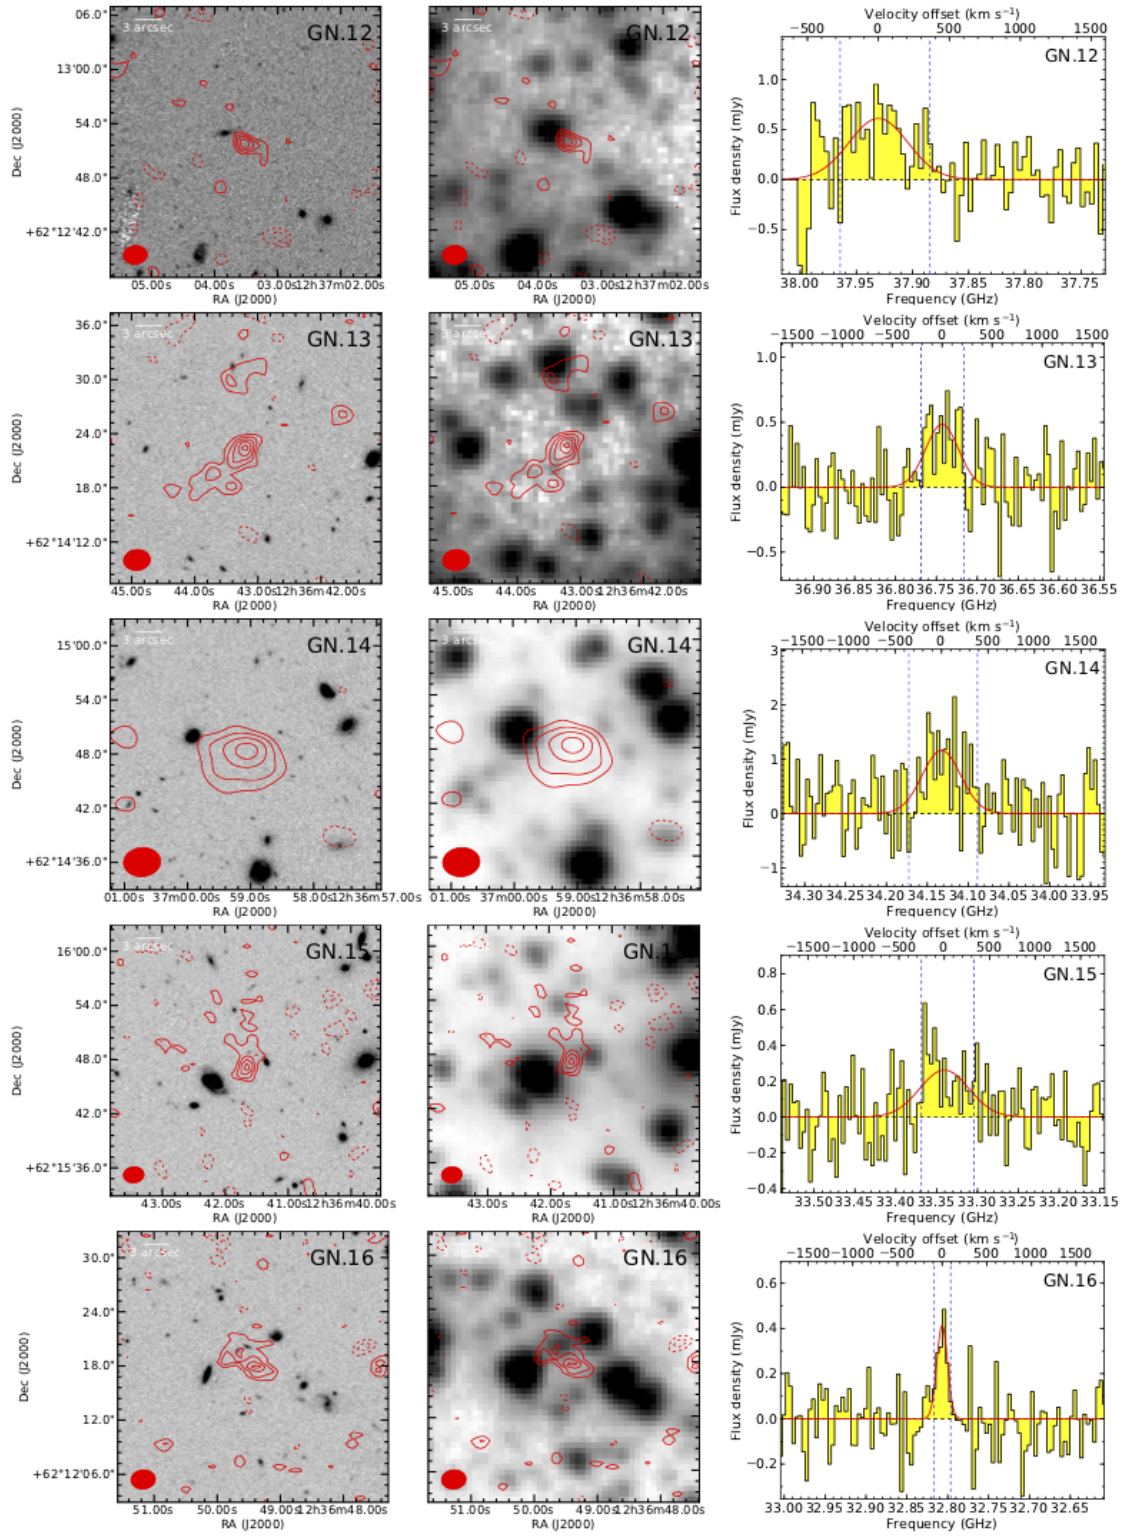 06.0"
3 arcsec
GN.12
13'00.0"
54.0"
48.0"
+62°12'42.0"
Dec (J2000)
05.00s 04.00s 03.00s12h37m02.00s
RA (J2000)
3 arcsec
GN.12
05.00s 04.00s 03.00s12h37m02.00s
RA (J2000)
Velocity offset (km s⁻¹)
−500 0 500 1000 1500
GN.12
1.0
0.5
0.0
−0.5
Flux density (mJy)
38.00 37.95 37.90 37.85 37.80 37.75
Frequency (GHz)
36.0"
3 arcsec
GN.13
30.0"
24.0"
18.0"
+62°14'12.0"
Dec (J2000)
45.00s 44.00s 43.00s12h36m42.00s
RA (J2000)
3 arcsec
GN.13
45.00s 44.00s 43.00s12h36m42.00s
RA (J2000)
Velocity offset (km s⁻¹)
−1500 −1000 −500 0 500 1000 1500
GN.13
1.0
0.5
0.0
−0.5
Flux density (mJy)
36.90 36.85 36.80 36.75 36.70 36.65 36.60 36.55
Frequency (GHz)
15'00.0"
3 arcsec
GN.14
54.0"
48.0"
42.0"
+62°14'36.0"
Dec (J2000)
01.00s 37m00.00s 59.00s 58.00s12h36m57.00s
RA (J2000)
3 arcsec
GN.14
01.00s 37m00.00s 59.00s12h36m58.00s
RA (J2000)
Velocity offset (km s⁻¹)
−1500 −1000 −500 0 500 1000 1500
GN.14
3
2
1
0
−1
Flux density (mJy)
34.30 34.25 34.20 34.15 34.10 34.05 34.00 33.95
Frequency (GHz)
16'00.0"
3 arcsec
GN.15
54.0"
48.0"
42.0"
+62°15'36.0"
Dec (J2000)
43.00s 42.00s 41.00s12h36m40.00s
RA (J2000)
3 arcsec
GN.1
43.00s 42.00s 41.00s12h36m40.00s
RA (J2000)
Velocity offset (km s⁻¹)
−1500 −1000 −500 0 500 1000 1500
GN.15
0.8
0.6
0.4
0.2
0.0
−0.2
−0.4
Flux density (mJy)
33.50 33.45 33.40 33.35 33.30 33.25 33.20 33.15
Frequency (GHz)
30.0"
3 arcsec
GN.16
24.0"
18.0"
12.0"
+62°12'06.0"
Dec (J2000)
51.00s 50.00s 49.00s12h36m48.00s
RA (J2000)
3 arcsec
GN.16
51.00s 50.00s 49.00s12h36m48.00s
RA (J2000)
Velocity offset (km s⁻¹)
−1500 −1000 −500 0 500 1000 1500
GN.16
0.6
0.4
0.2
0.0
−0.2
Flux density (mJy)
33.00 32.95 32.90 32.85 32.80 32.75 32.70 32.65
Frequency (GHz)